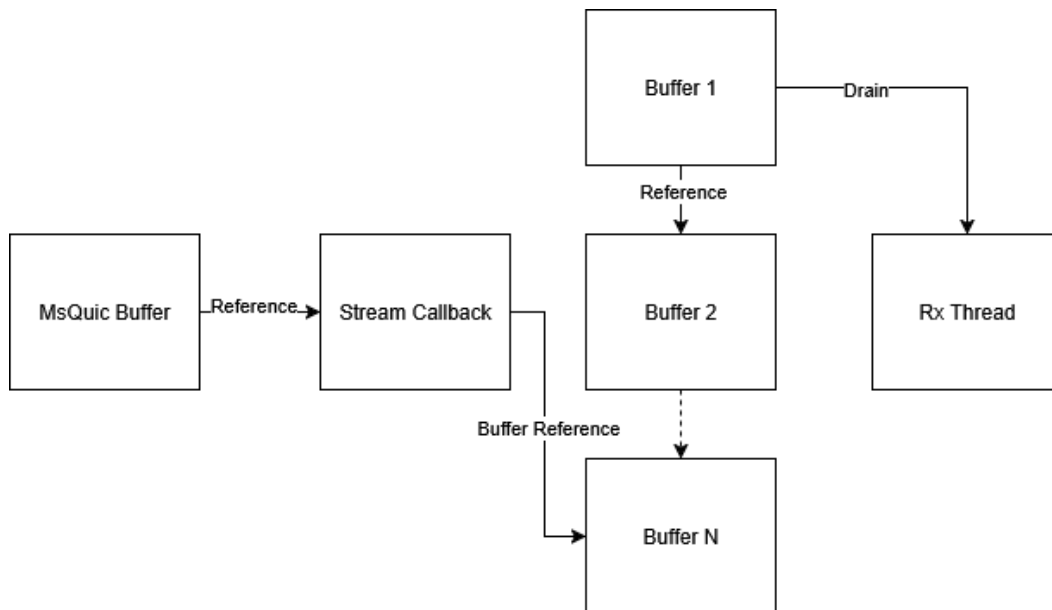 Buffer 1
Drain
Reference
MsQuic Buffer
Reference
Stream Callback
Buffer 2
Rx Thread
Buffer Reference
Buffer N